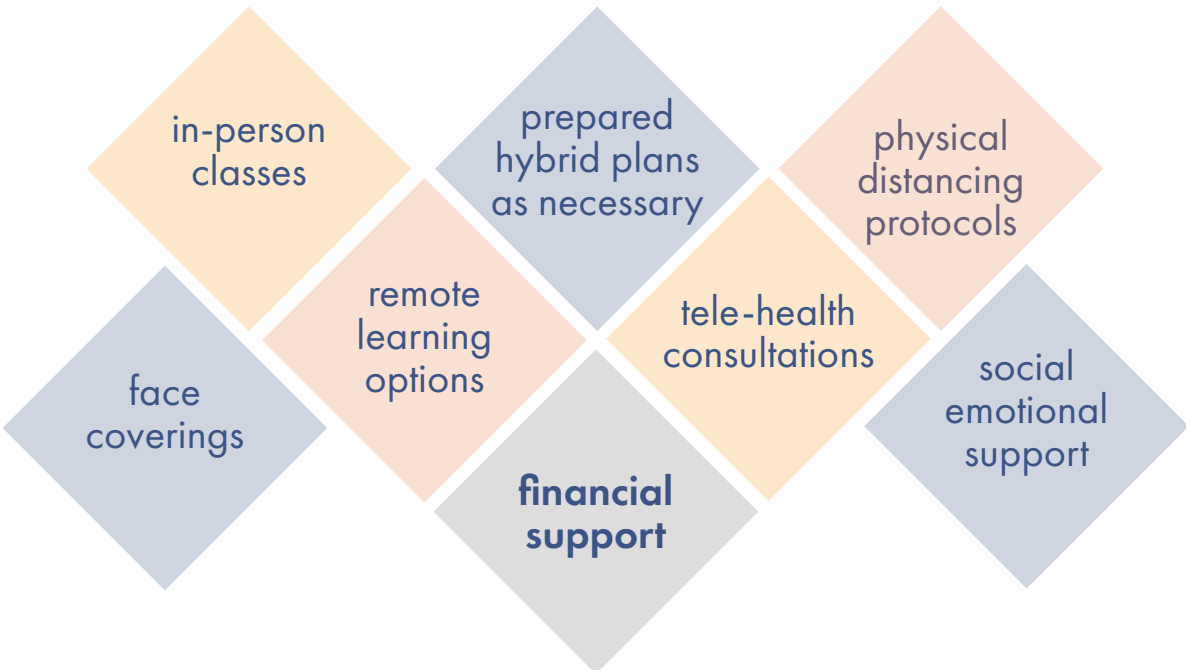 in-person
classes
prepared
hybrid plans
as necessary
physical
distancing
protocols
face
coverings
remote
learning
options
tele-health
consultations
social
emotional
support
financial
support